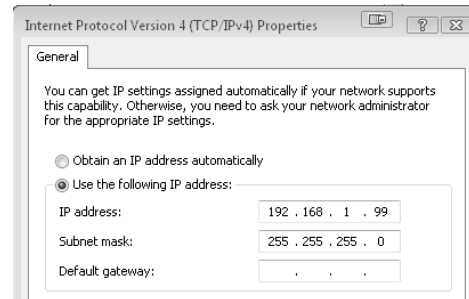 Internet Protocol Version 4 (TCP/IPv4) Properties
General
You can get IP settings assigned automatically if your network supports
this capability. Otherwise, you need to ask your network administrator
for the appropriate IP settings.
Obtain an IP address automatically
Use the following IP address:
IP address: 192 . 168 . 1 . 99
Subnet mask: 255 . 255 . 255 . 0
Default gateway: . . .